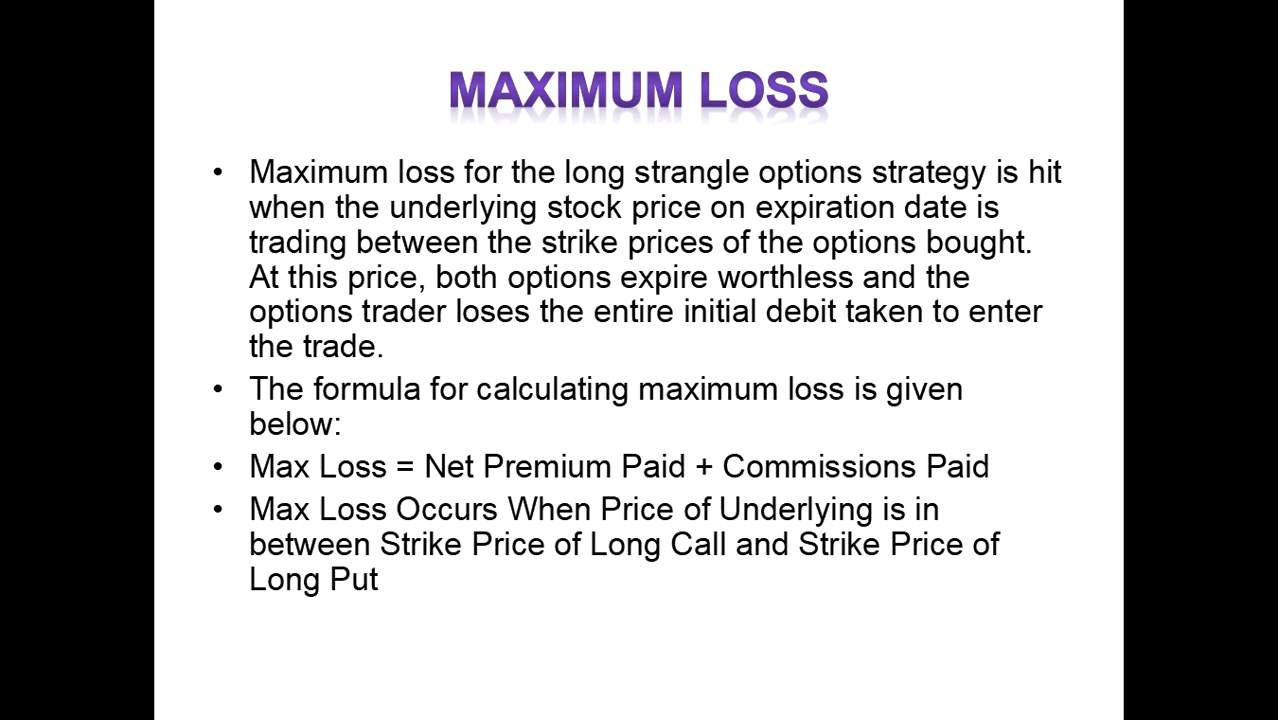 MAXIMUM LOSS
• Maximum loss for the long strangle options strategy is hit
when the underlying stock price on expiration date is
trading between the strike prices of the options bought.
At this price, both options expire worthless and the
options trader loses the entire initial debit taken to enter
the trade.
• The formula for calculating maximum loss is given
below:
• Max Loss = Net Premium Paid + Commissions Paid
• Max Loss Occurs When Price of Underlying is in
between Strike Price of Long Call and Strike Price of
Long Put